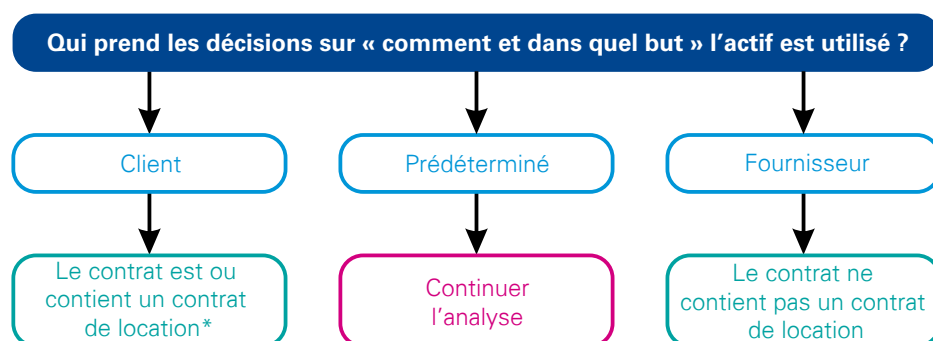 Qui prend les décisions sur « comment et dans quel but » l’actif est utilisé ?
Client
Prédéterminé
Fournisseur
Le contrat est ou
contient un contrat
de location*
Continuer
l’analyse
Le contrat ne
contient pas un contrat
de location